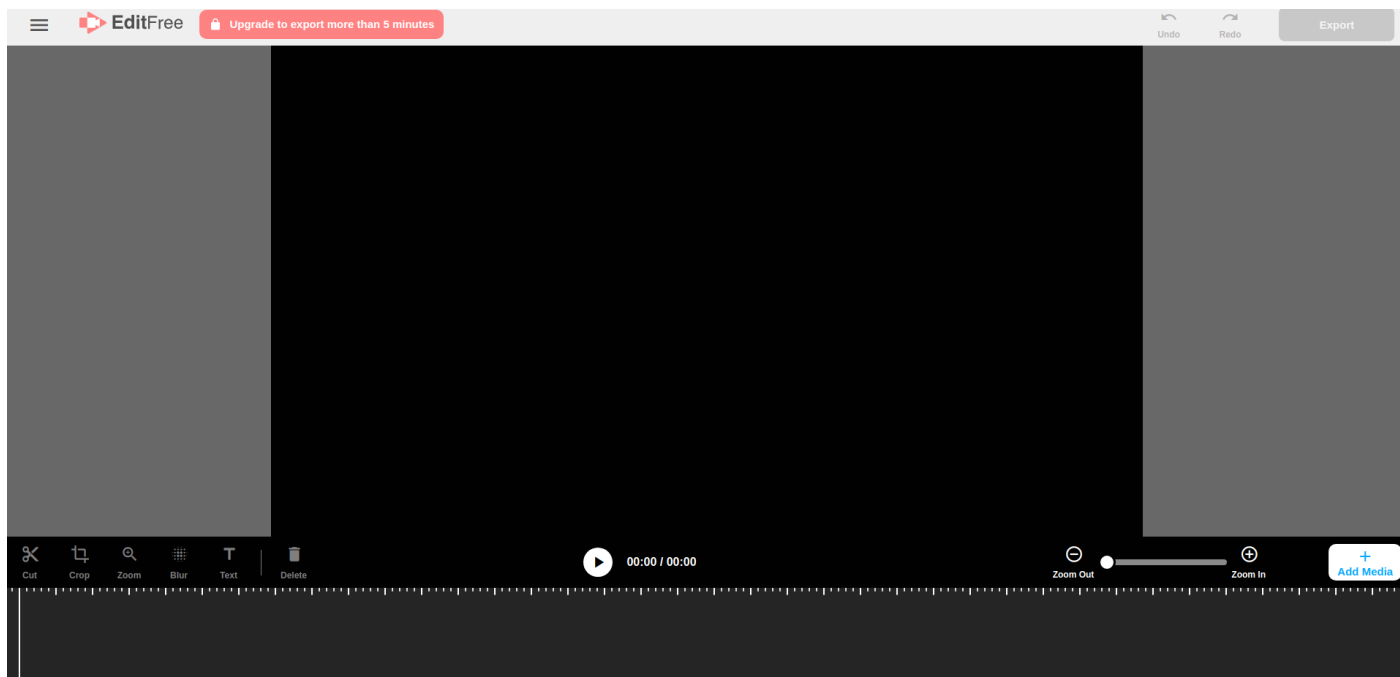 EditFree
Upgrade to export more than 5 minutes
Undo
Redo
Export
Cut
Crop
Zoom
Blur
T
Text
Delete
00:00 / 00:00
Zoom Out
Zoom In
Add Media